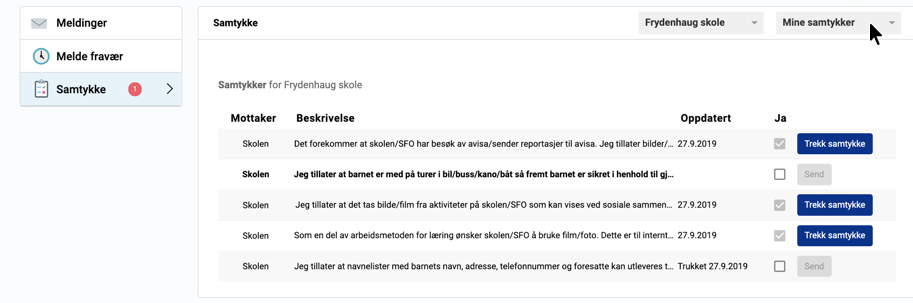 Meldinger
Melde fravær
Samtykke 1
Samtykke Frydenhaug skole Mine samtykker
Samtykker for Frydenhaug skole
Mottaker Beskrivelse Oppdatert Ja
Skolen Det forekommer at skolen/SFO har besøk av avisa/sender reportasjer til avisa. Jeg tillater bilder/... 27.9.2019 Trekk samtykke
Skolen Jeg tillater at barnet er med på turer i bil/buss/kano/båt så fremt barnet er sikret i henhold til gj... Send
Skolen Jeg tillater at det tas bilde/film fra aktiviteter på skolen/SFO som kan vises ved sosiale sammen... 27.9.2019 Trekk samtykke
Skolen Som en del av arbeidsmetoden for læring ønsker skolen/SFO å bruke film/foto. Dette er til internt... 27.9.2019 Trekk samtykke
Skolen Jeg tillater at navnelister med barnets navn, adresse, telefonnummer og foresatte kan utleveres t... Trukket 27.9.2019 Send